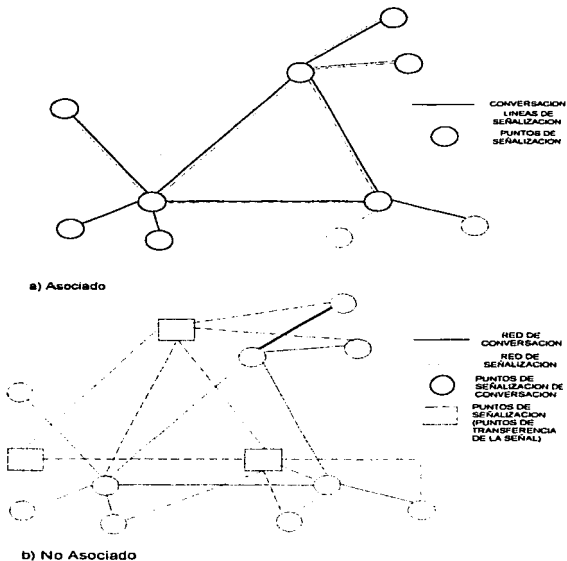 CONVERSACION
LINEAS DE
SEÑALIZACION
PUNTOS DE
SEÑALIZACION
a) Asociado
RED DE
CONVERSACION
RED DE
SEÑALIZACION
PUNTOS DE
SEÑALIZACION DE
CONVERSACION
PUNTOS DE
SEÑALIZACION
(PUNTOS DE
TRANSFERENCIA
DE LA SEÑAL)
b) No Asociado